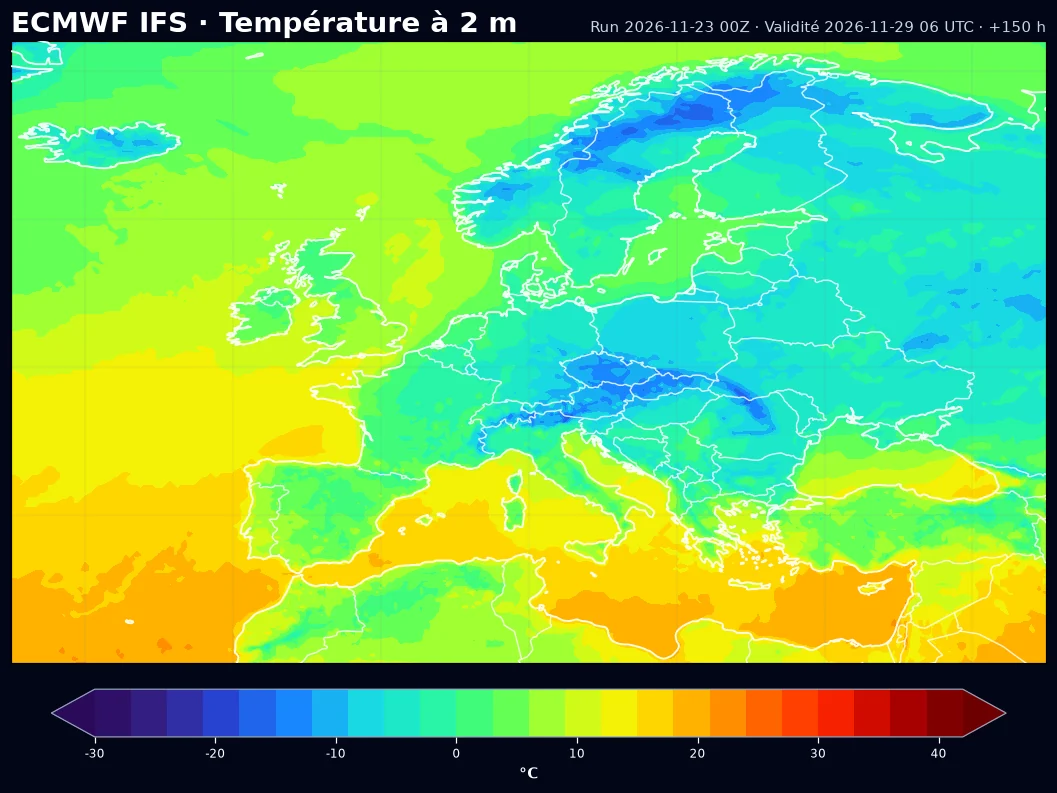 ECMWF IFS · Température à 2 m
Run 2026-11-23 00Z · Validité 2026-11-29 06 UTC · +150 h
-30 -20 -10 0 10 20 30 40
°C